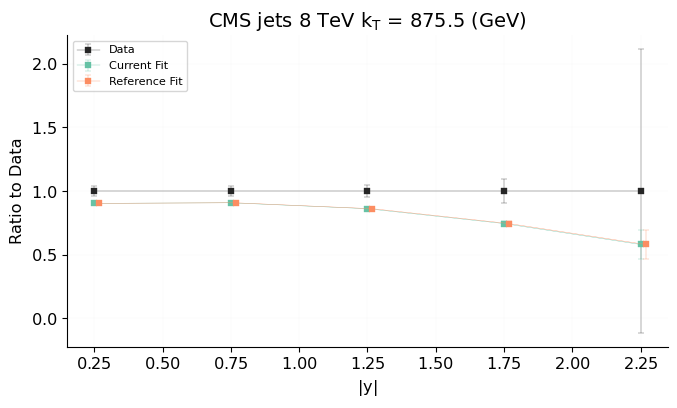 CMS jets 8 TeV k_T = 875.5 (GeV)
Data
Current Fit
Reference Fit
Ratio to Data
2.0
1.5
1.0
0.5
0.0
0.25 0.50 0.75 1.00 1.25 1.50 1.75 2.00 2.25
|y|